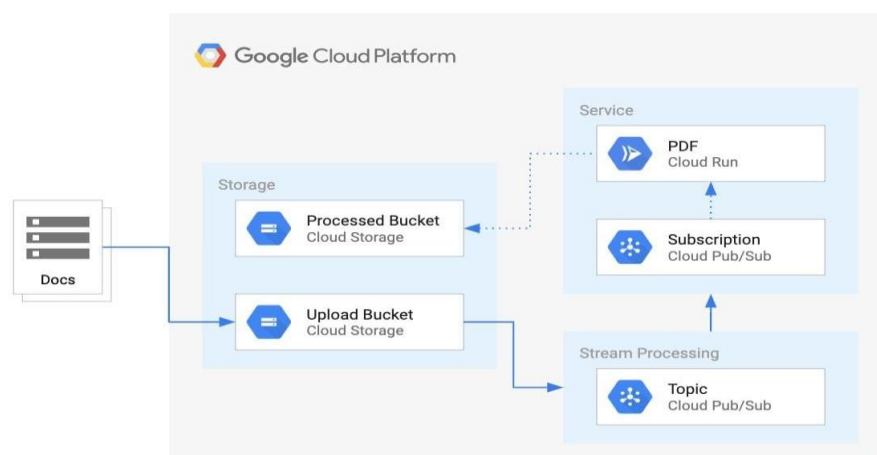 Google Cloud Platform
Service
PDF
Cloud Run
Storage
Processed Bucket
Cloud Storage
Subscription
Cloud Pub/Sub
Docs
Upload Bucket
Cloud Storage
Stream Processing
Topic
Cloud Pub/Sub